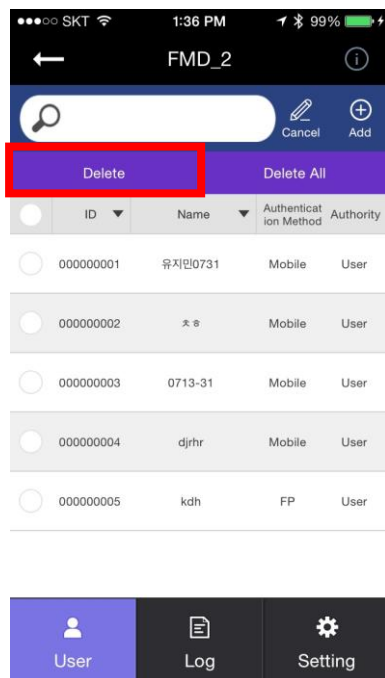 SKT 1:36 PM 99%
FMD_2
Cancel Add
Delete Delete All
ID Name Authenticat
ion Method Authority
000000001 유지민0731 Mobile User
000000002 ㅊㅎ Mobile User
000000003 0713-31 Mobile User
000000004 djrhr Mobile User
000000005 kdh FP User
User Log Setting